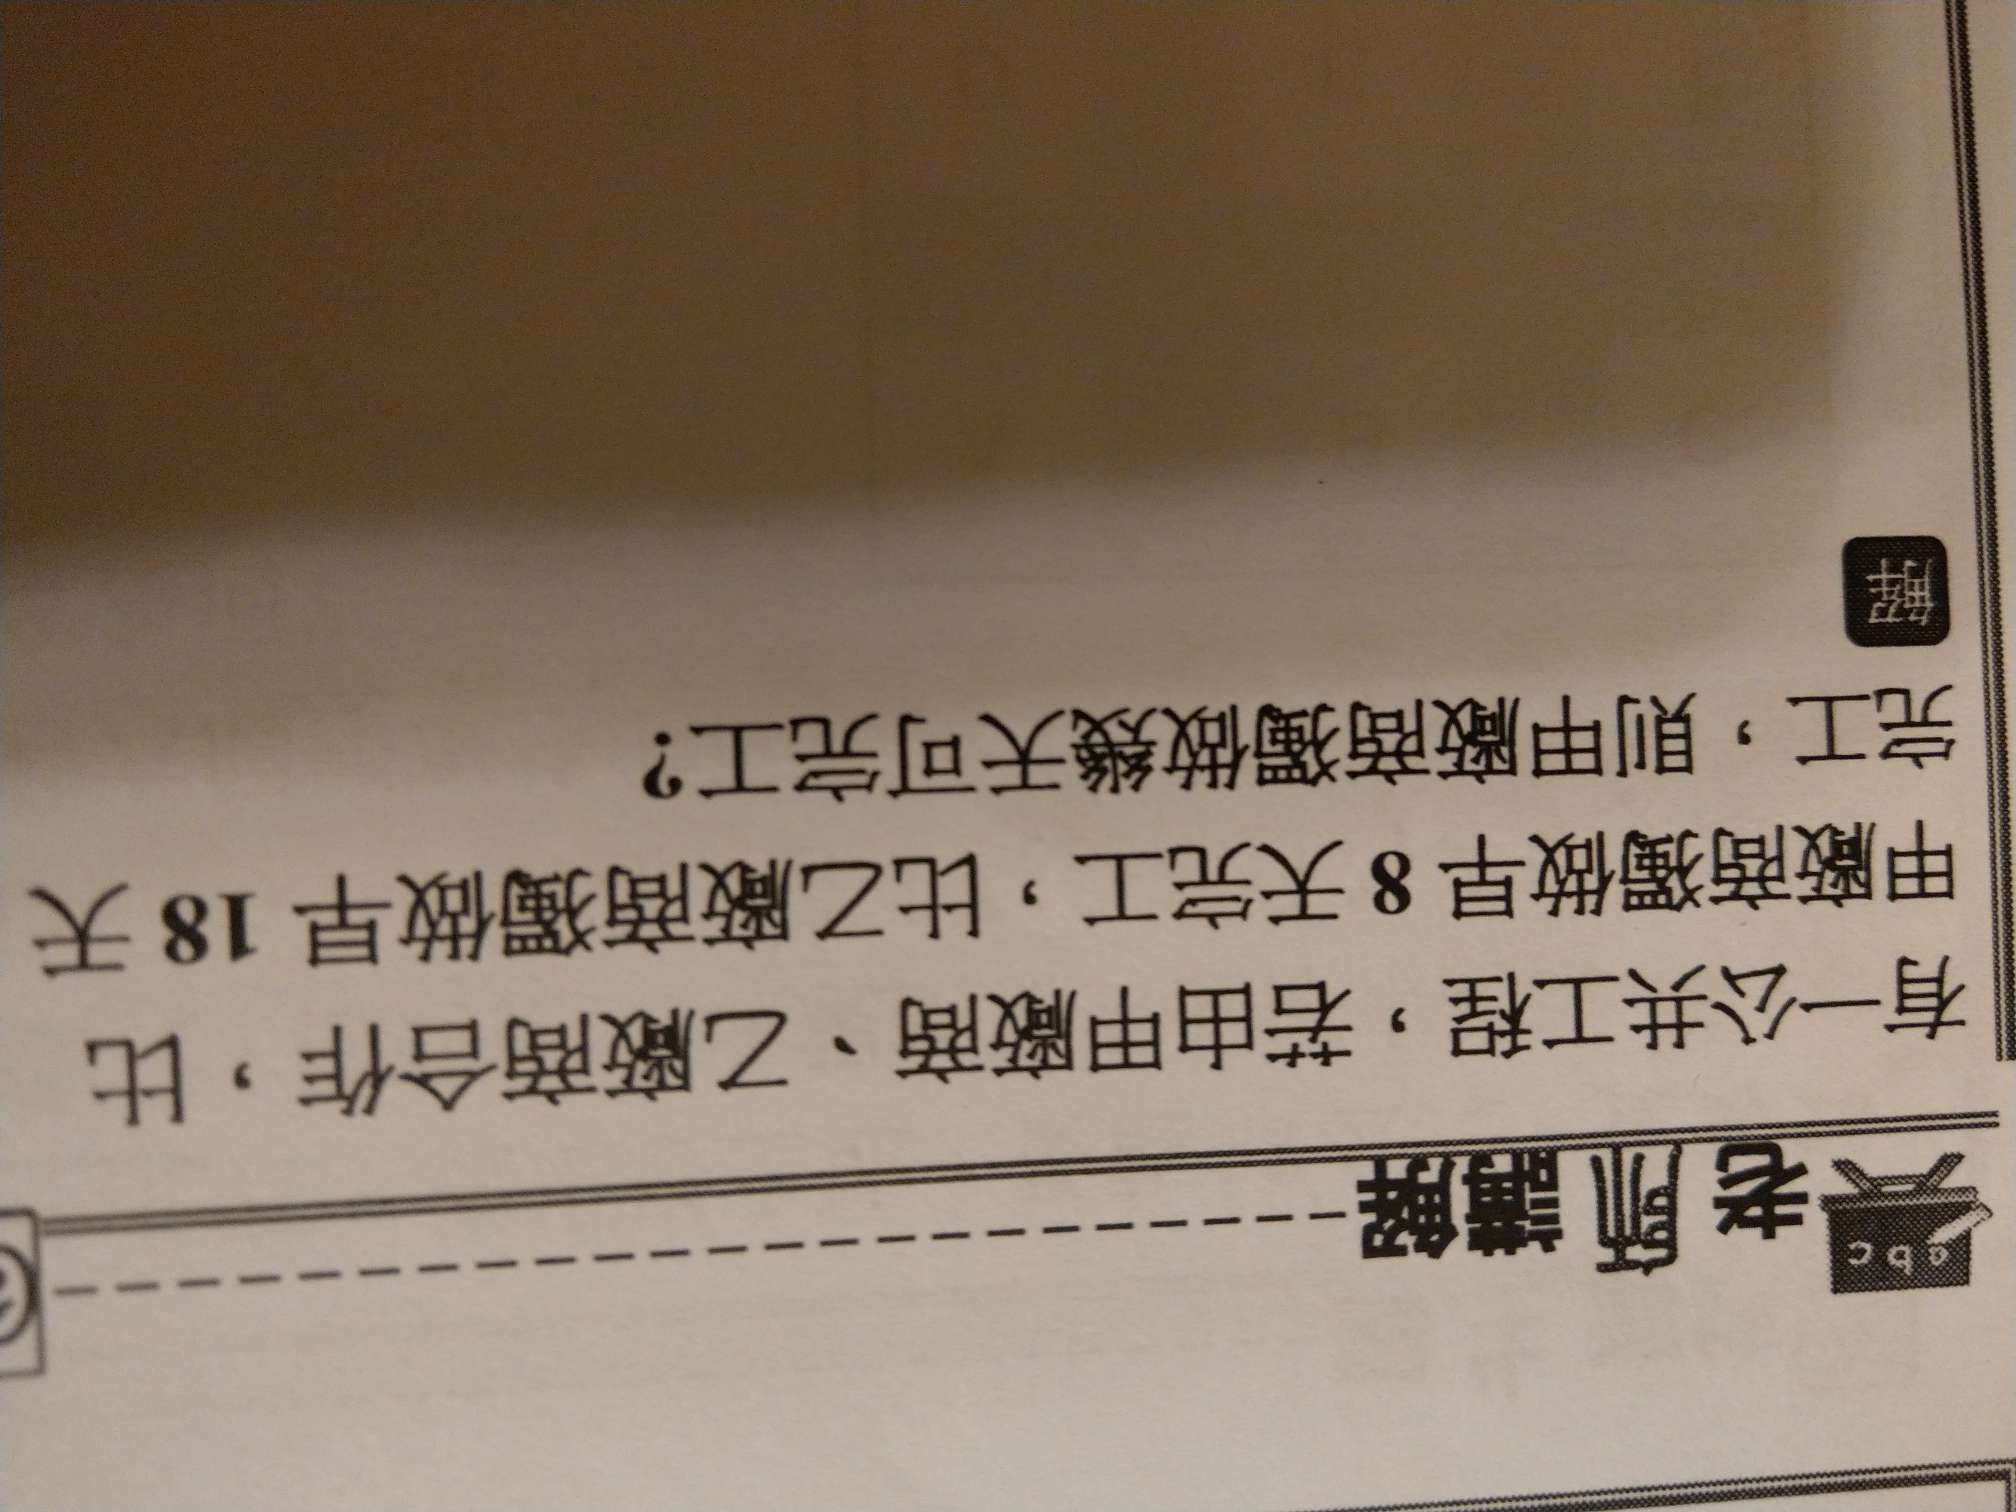 abc
老師講解
有一公共工程，若由甲廠商、乙廠商合作，比
甲廠商獨做早 8 天完工，比乙廠商獨做早 18 天
完工，則甲廠商獨做幾天可完工?
解